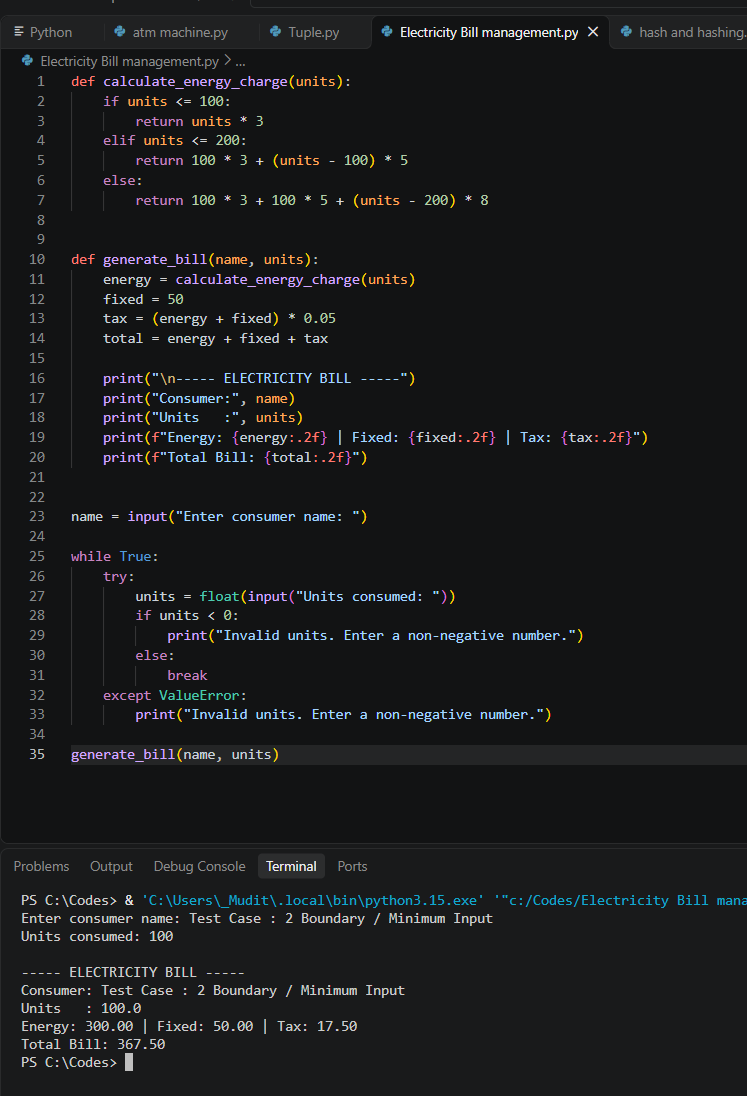 Python
atm machine.py
Tuple.py
Electricity Bill management.py
hash and hashing.
Electricity Bill management.py > ...
1 def calculate_energy_charge(units):
2     if units <= 100:
3         return units * 3
4     elif units <= 200:
5         return 100 * 3 + (units - 100) * 5
6     else:
7         return 100 * 3 + 100 * 5 + (units - 200) * 8
8
9
10 def generate_bill(name, units):
11     energy = calculate_energy_charge(units)
12     fixed = 50
13     tax = (energy + fixed) * 0.05
14     total = energy + fixed + tax
15
16     print("\n----- ELECTRICITY BILL -----")
17     print("Consumer:", name)
18     print("Units   :", units)
19     print(f"Energy: {energy:.2f} | Fixed: {fixed:.2f} | Tax: {tax:.2f}")
20     print(f"Total Bill: {total:.2f}")
21
22
23 name = input("Enter consumer name: ")
24
25 while True:
26     try:
27         units = float(input("Units consumed: "))
28         if units < 0:
29             print("Invalid units. Enter a non-negative number.")
30         else:
31             break
32     except ValueError:
33         print("Invalid units. Enter a non-negative number.")
34
35 generate_bill(name, units)
Problems Output Debug Console Terminal Ports
PS C:\Codes> & 'C:\Users\_Mudit\.local\bin\python3.15.exe' '"c:/Codes/Electricity Bill mana
Enter consumer name: Test Case : 2 Boundary / Minimum Input
Units consumed: 100
----- ELECTRICITY BILL -----
Consumer: Test Case : 2 Boundary / Minimum Input
Units   : 100.0
Energy: 300.00 | Fixed: 50.00 | Tax: 17.50
Total Bill: 367.50
PS C:\Codes>